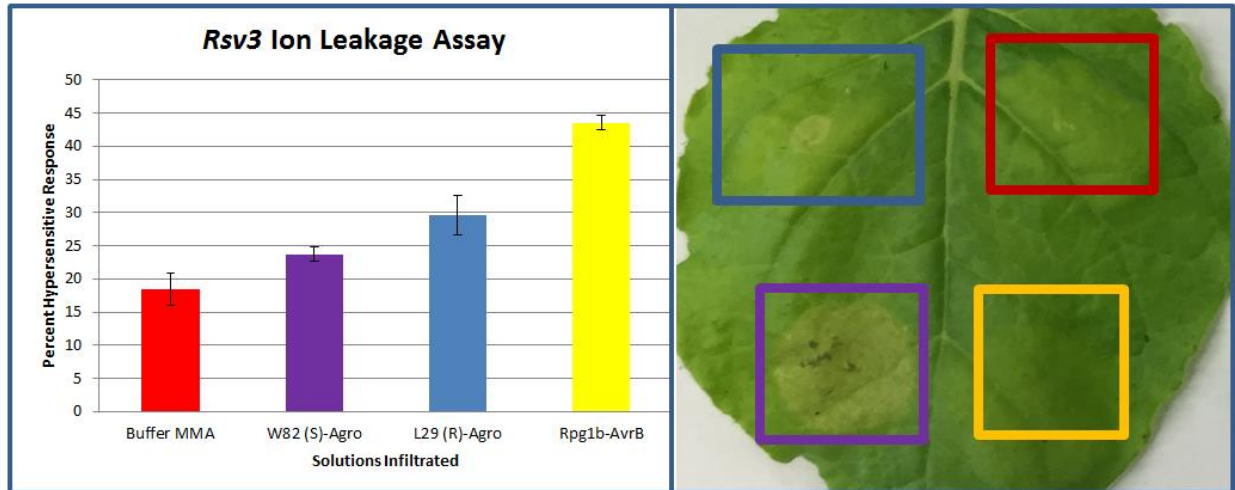 Rsv3 Ion Leakage Assay
Percent Hypersensitive Response
50
45
40
35
30
25
20
15
10
5
0
Buffer MMA
W82 (S)-Agro
L29 (R)-Agro
Rpg1b-AvrB
Solutions Infiltrated